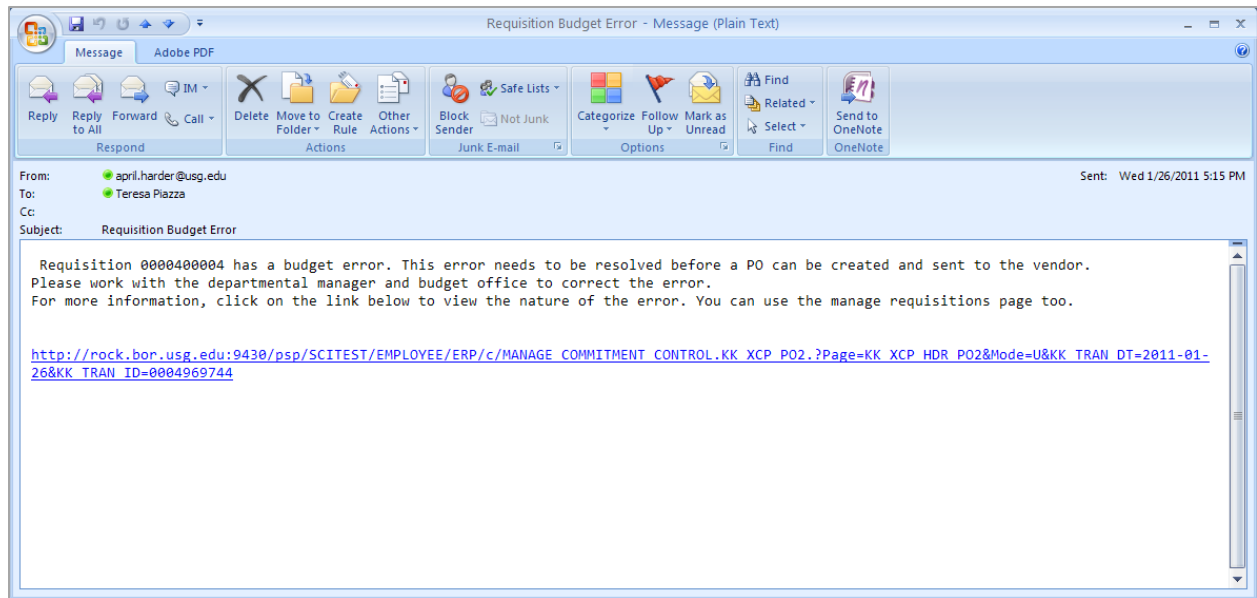 Requisition Budget Error - Message (Plain Text)
Message Adobe PDF
Reply
Reply to All
Forward
IM
Call
Respond
Delete
Move to Folder
Create Rule
Other Actions
Actions
Block Sender
Safe Lists
Not Junk
Junk E-mail
Categorize
Follow Up
Mark as Unread
Options
Find
Related
Select
Find
Send to OneNote
OneNote
From: april.harder@usg.edu Sent: Wed 1/26/2011 5:15 PM
To: Teresa Piazza
Cc:
Subject: Requisition Budget Error
Requisition 0000400004 has a budget error. This error needs to be resolved before a PO can be created and sent to the vendor.
Please work with the departmental manager and budget office to correct the error.
For more information, click on the link below to view the nature of the error. You can use the manage requisitions page too.
http://rock.bor.usg.edu:9430/psp/SCITEST/EMPLOYEE/ERP/c/MANAGE_COMMITMENT_CONTROL.KK_XCP_PO2.?Page=KK_XCP_HDR_PO2&Mode=U&KK_TRAN_DT=2011-01-
26&KK_TRAN_ID=0004969744